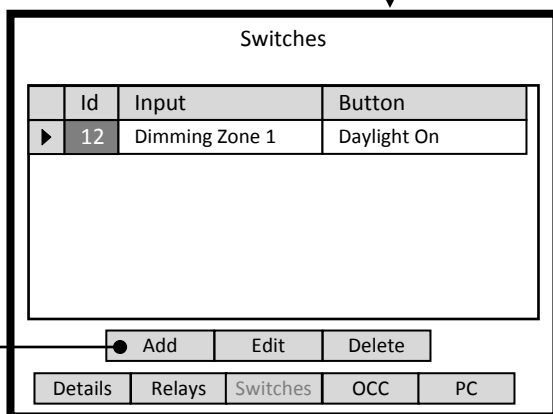 Switches
Id Input Button
12 Dimming Zone 1 Daylight On
Add Edit Delete
Details Relays Switches OCC PC